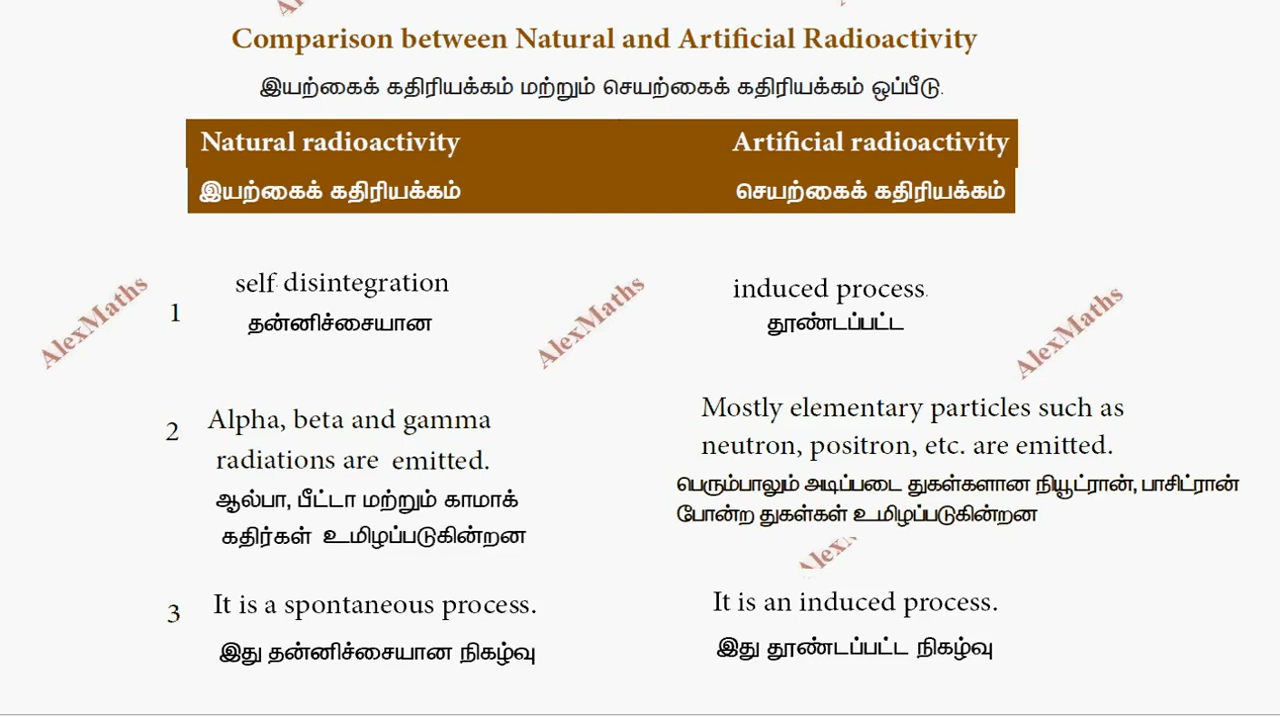 Comparison between Natural and Artificial Radioactivity
இயற்கைக் கதிரியக்கம் மற்றும் செயற்கைக் கதிரியக்கம் ஒப்பீடு.
Natural radioactivity Artificial radioactivity
இயற்கைக் கதிரியக்கம் செயற்கைக் கதிரியக்கம்
1
self disintegration
தன்னிச்சையான
induced process.
தூண்டப்பட்ட
AlexMaths
AlexMaths
AlexMaths
2
Alpha, beta and gamma
radiations are emitted.
ஆல்பா, பீட்டா மற்றும் காமாக்
கதிர்கள் உமிழப்படுகின்றன
Mostly elementary particles such as
neutron, positron, etc. are emitted.
பெரும்பாலும் அடிப்படை துகள்களான நியூட்ரான், பாசிட்ரான்
போன்ற துகள்கள் உமிழப்படுகின்றன
3
It is a spontaneous process.
இது தன்னிச்சையான நிகழ்வு
It is an induced process.
இது தூண்டப்பட்ட நிகழ்வு